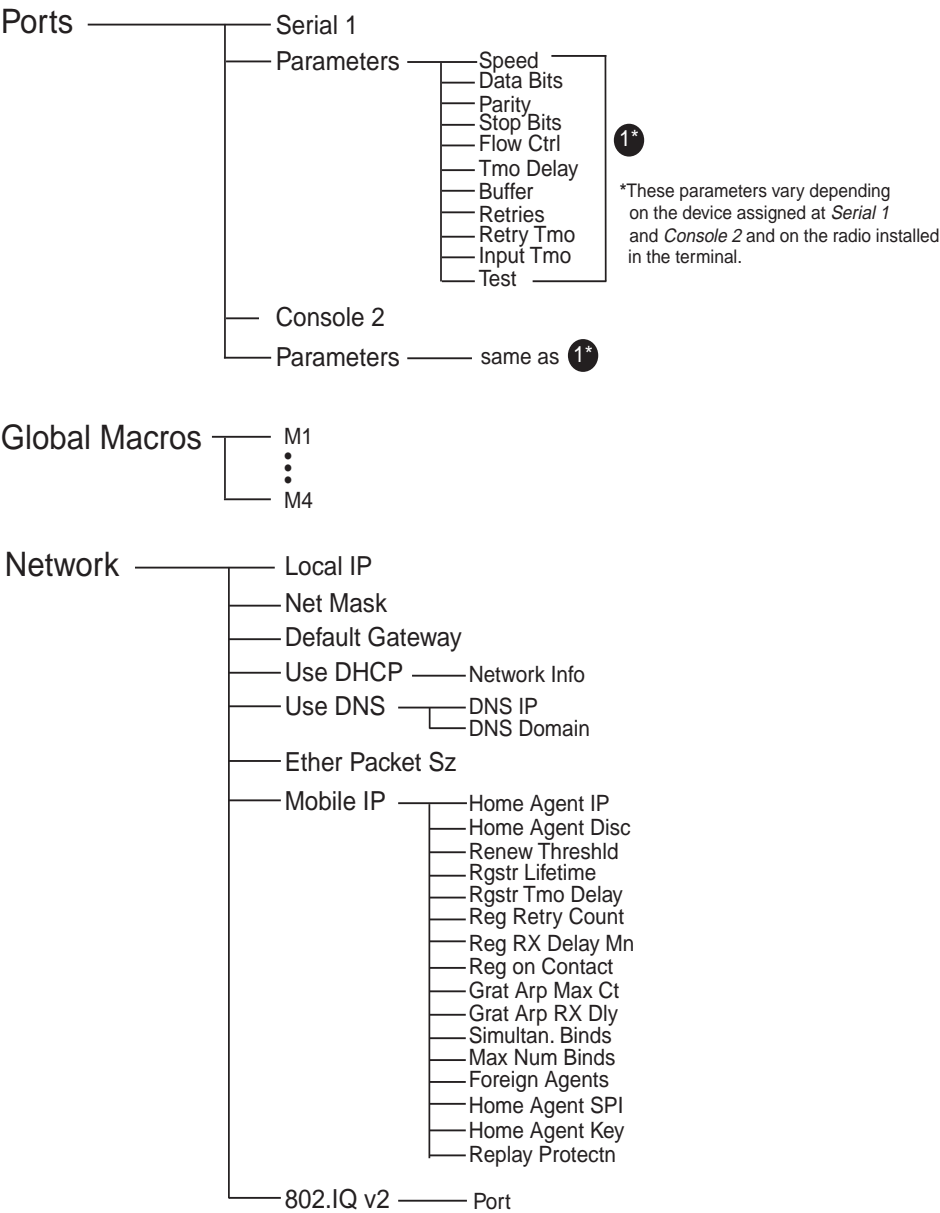 Ports
Serial 1
Parameters
Speed
Data Bits
Parity
Stop Bits
Flow Ctrl
Tmo Delay
Buffer
Retries
Retry Tmo
Input Tmo
Test
1*
*These parameters vary depending
on the device assigned at Serial 1
and Console 2 and on the radio installed
in the terminal.
Console 2
Parameters
same as 1*
Global Macros
M1
M4
Network
Local IP
Net Mask
Default Gateway
Use DHCP
Network Info
Use DNS
DNS IP
DNS Domain
Ether Packet Sz
Mobile IP
Home Agent IP
Home Agent Disc
Renew Threshld
Rgstr Lifetime
Rgstr Tmo Delay
Reg Retry Count
Reg RX Delay Mn
Reg on Contact
Grat Arp Max Ct
Grat Arp RX Dly
Simultan. Binds
Max Num Binds
Foreign Agents
Home Agent SPI
Home Agent Key
Replay Protectn
802.IQ v2
Port